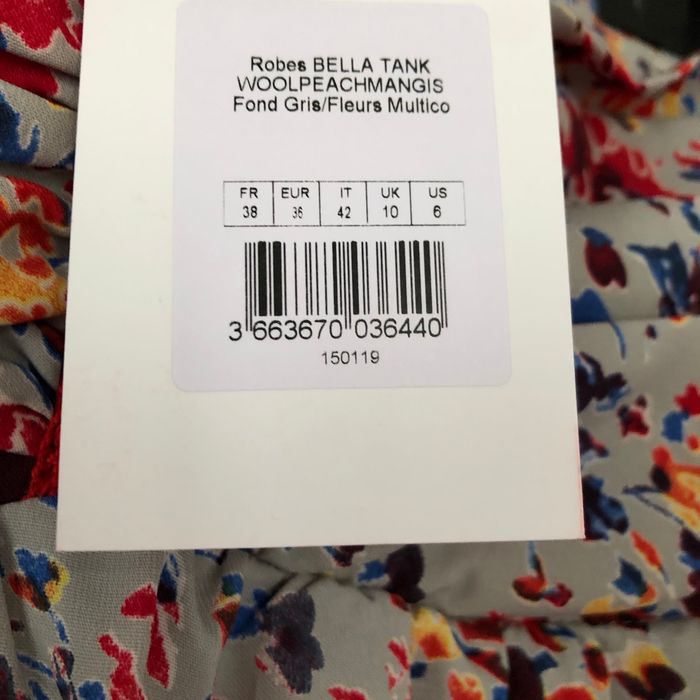 Robes BELLA TANK
WOOLPEACHMANGIS
Fond Gris/Fleurs Multico
FR EUR IT UK US
38 36 42 10 6
3 663670 036440
150119